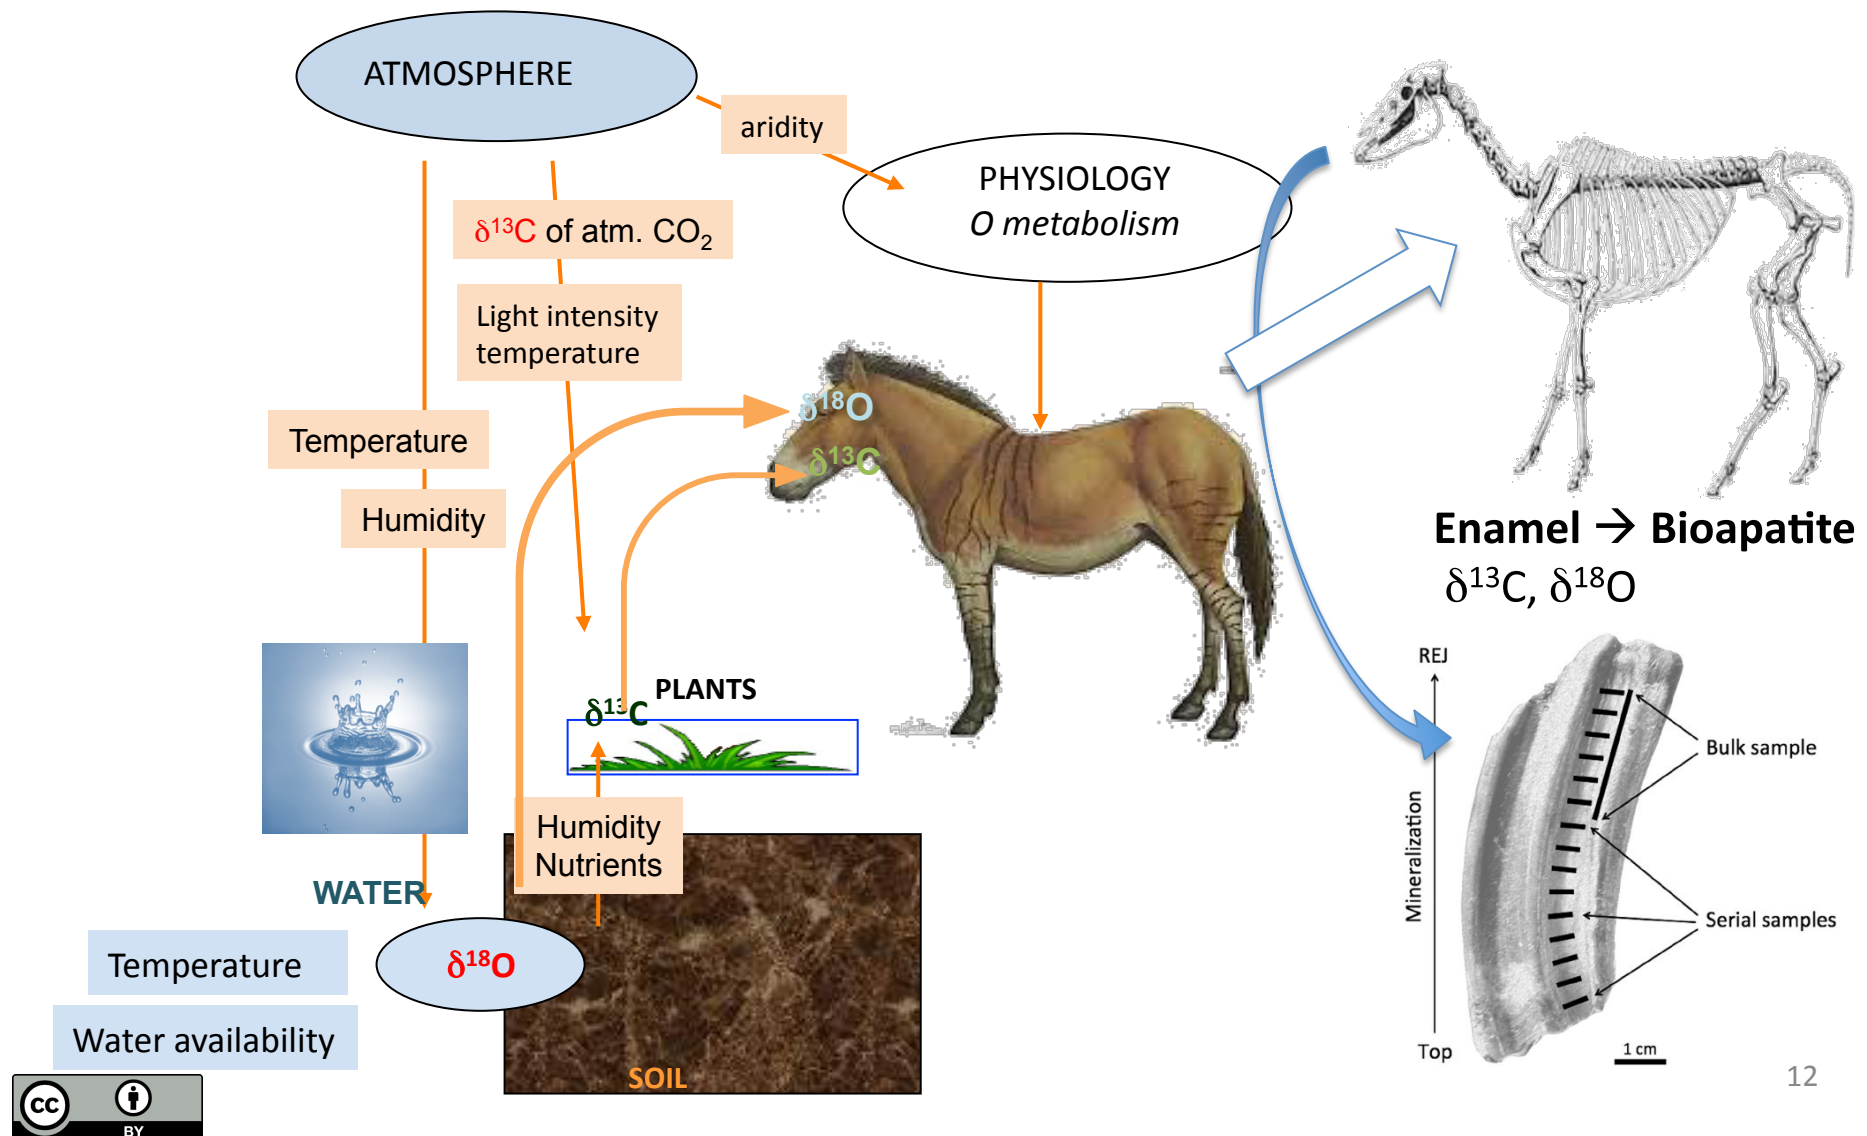 ATMOSPHERE
aridity
PHYSIOLOGY
O metabolism
δ¹³C of atm. CO₂
Light intensity
temperature
δ¹⁸O
δ¹³C
Temperature
Humidity
Enamel → Bioapatite
δ¹³C, δ¹⁸O
REJ
PLANTS
δ¹³C
Bulk sample
Mineralization
Humidity
Nutrients
WATER
Serial samples
δ¹⁸O
Temperature
Water availability
SOIL
Top
1 cm
12
CC
BY